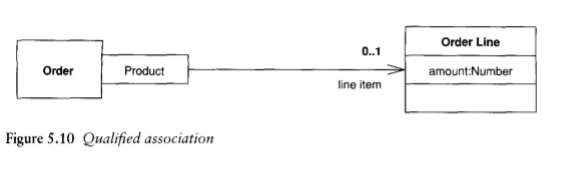 Order
Product
0..1
line item
Order Line
amount:Number
Figure 5.10 Qualified association